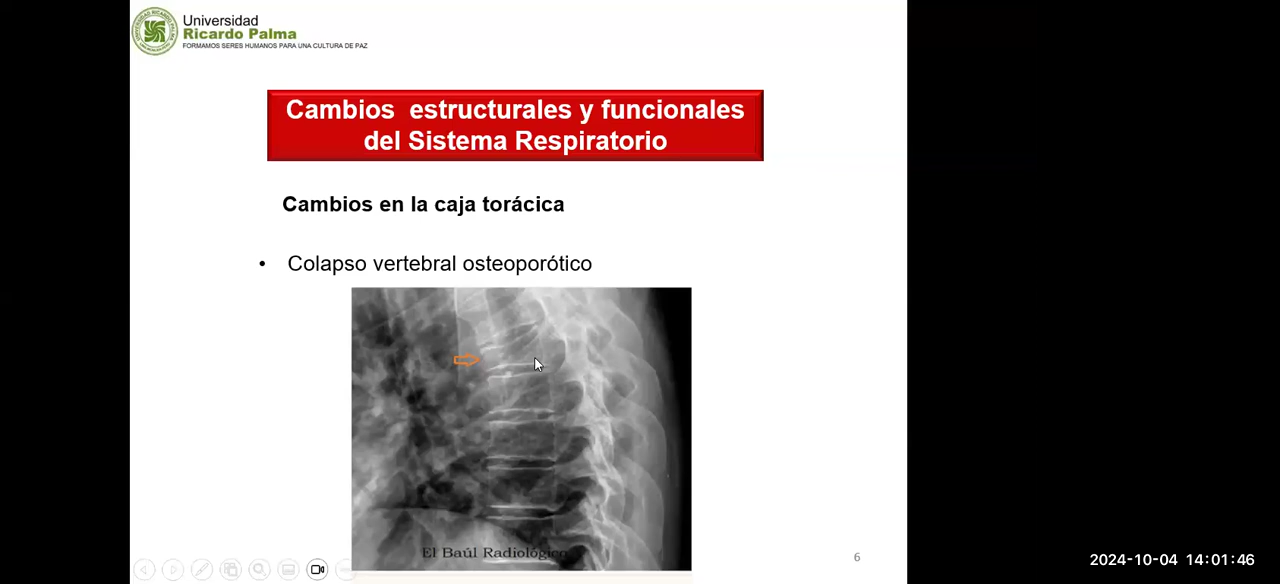 Universidad
Ricardo Palma
FORMAMOS SERES HUMANOS PARA UNA CULTURA DE PAZ
Cambios estructurales y funcionales
del Sistema Respiratorio
Cambios en la caja torácica
• Colapso vertebral osteoporótico
El Baúl Radiológico
6
2024-10-04 14:01:46